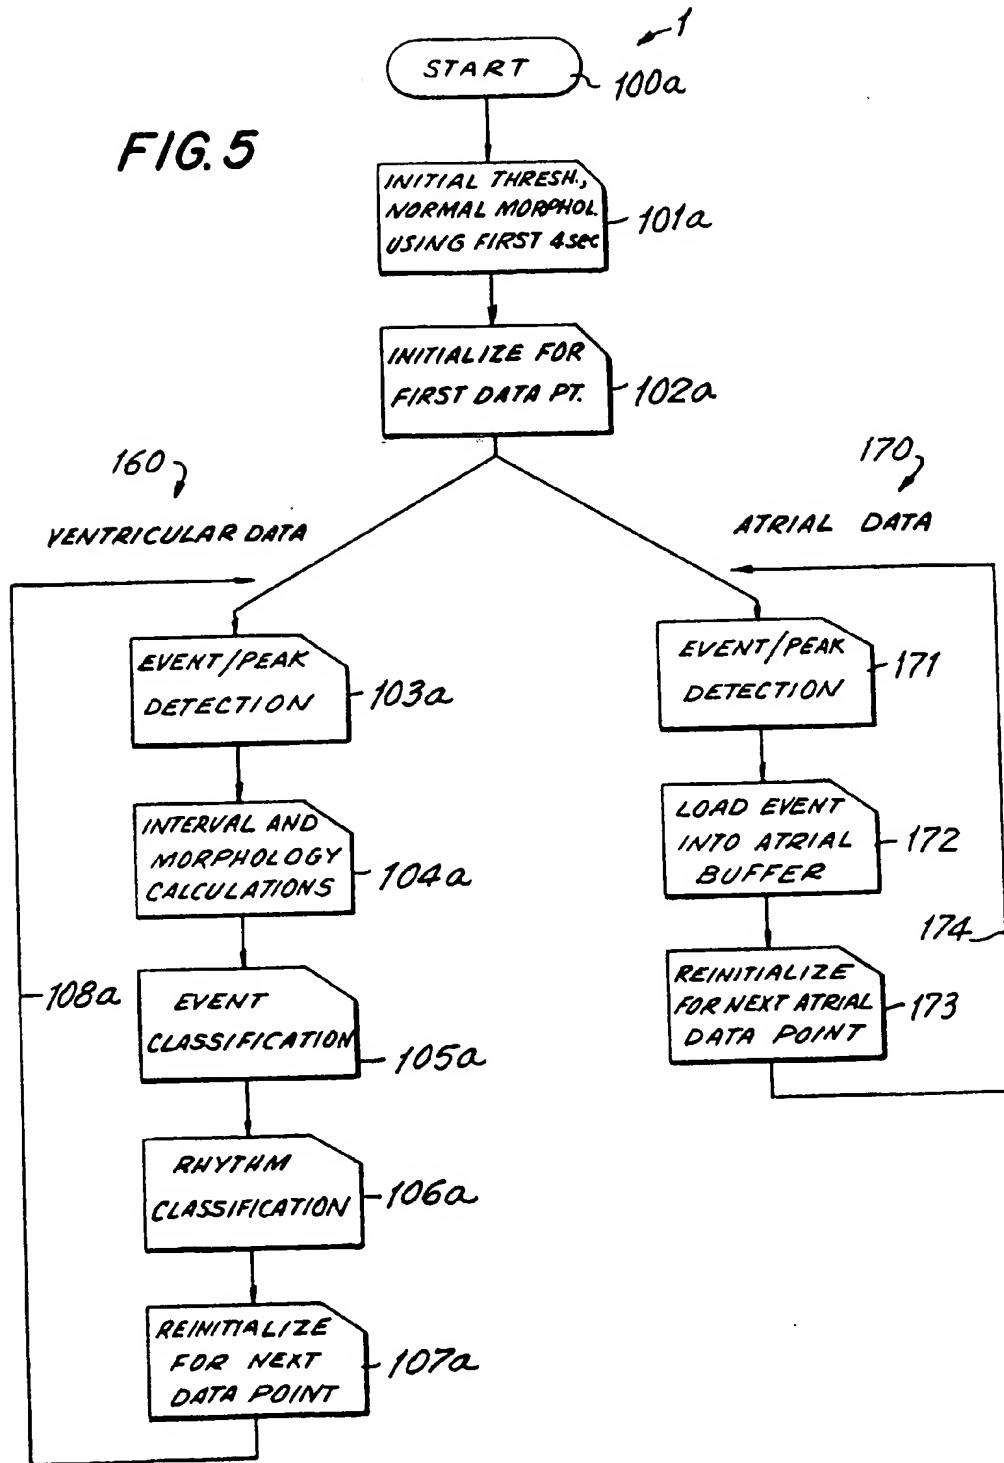 1
START
100a
FIG. 5
INITIAL THRESH.,
NORMAL MORPHOL.
USING FIRST 4sec
101a
INITIALIZE FOR
FIRST DATA PT.
102a
160
VENTRICULAR DATA
170
ATRIAL DATA
EVENT/PEAK
DETECTION
103a
INTERVAL AND
MORPHOLOGY
CALCULATIONS
104a
EVENT
CLASSIFICATION
105a
RHYTHM
CLASSIFICATION
106a
REINITIALIZE
FOR NEXT
DATA POINT
107a
108a
EVENT/PEAK
DETECTION
171
LOAD EVENT
INTO ATRIAL
BUFFER
172
REINITIALIZE
FOR NEXT ATRIAL
DATA POINT
173
174